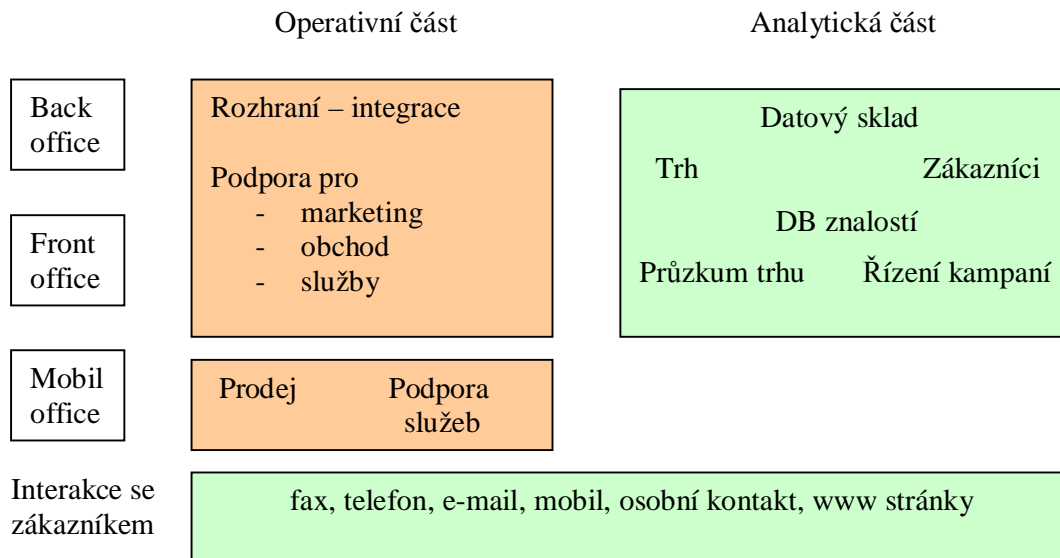 Operativní část
Analytická část
Back
office
Front
office
Mobil
office
Rozhraní – integrace
Podpora pro
- marketing
- obchod
- služby
Datový sklad
Trh
Zákazníci
DB znalostí
Průzkum trhu
Řízení kampaní
Prodej
Podpora
služeb
Interakce se
zákazníkem
fax, telefon, e-mail, mobil, osobní kontakt, www stránky